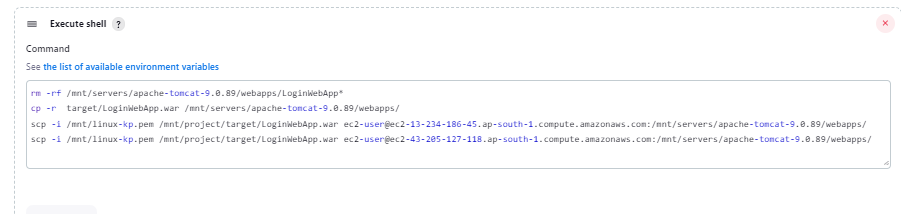 Execute shell ?
Command
See the list of available environment variables
rm -rf /mnt/servers/apache-tomcat-9.0.89/webapps/LoginWebApp*
cp -r  target/LoginWebApp.war /mnt/servers/apache-tomcat-9.0.89/webapps/
scp -i /mnt/linux-kp.pem /mnt/project/target/LoginWebApp.war ec2-user@ec2-13-234-186-45.ap-south-1.compute.amazonaws.com:/mnt/servers/apache-tomcat-9.0.89/webapps/
scp -i /mnt/linux-kp.pem /mnt/project/target/LoginWebApp.war ec2-user@ec2-43-205-127-118.ap-south-1.compute.amazonaws.com:/mnt/servers/apache-tomcat-9.0.89/webapps/